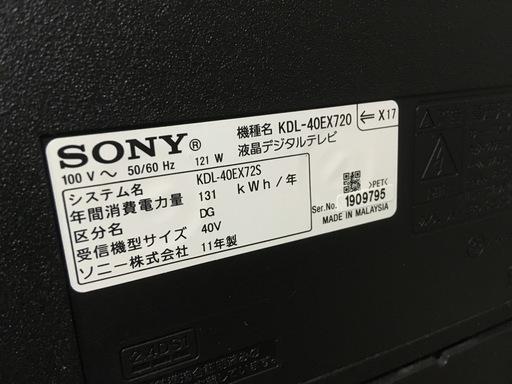 SONY®
機種名 KDL-40EX720
← X17
100 V ～ 50/60 Hz 121 W 液晶デジタルテレビ
システム名 KDL-40EX72S
年間消費電力量 131 kWh/年
区分名 DG
受信機型サイズ 40V
ソニー株式会社 11年製
>PET<
Ser.No. 1909795
MADE IN MALAYSIA